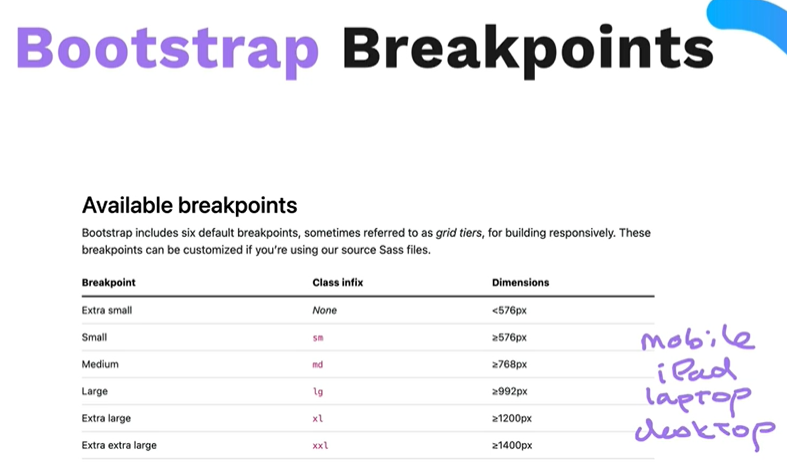 Bootstrap Breakpoints
Available breakpoints
Bootstrap includes six default breakpoints, sometimes referred to as grid tiers, for building responsively. These
breakpoints can be customized if you're using our source Sass files.
Breakpoint Class infix Dimensions
Extra small None <576px
Small sm ≥576px
mobile
Medium md ≥768px
iPad
Large lg ≥992px
laptop
Extra large xl ≥1200px
desktop
Extra extra large xxl ≥1400px